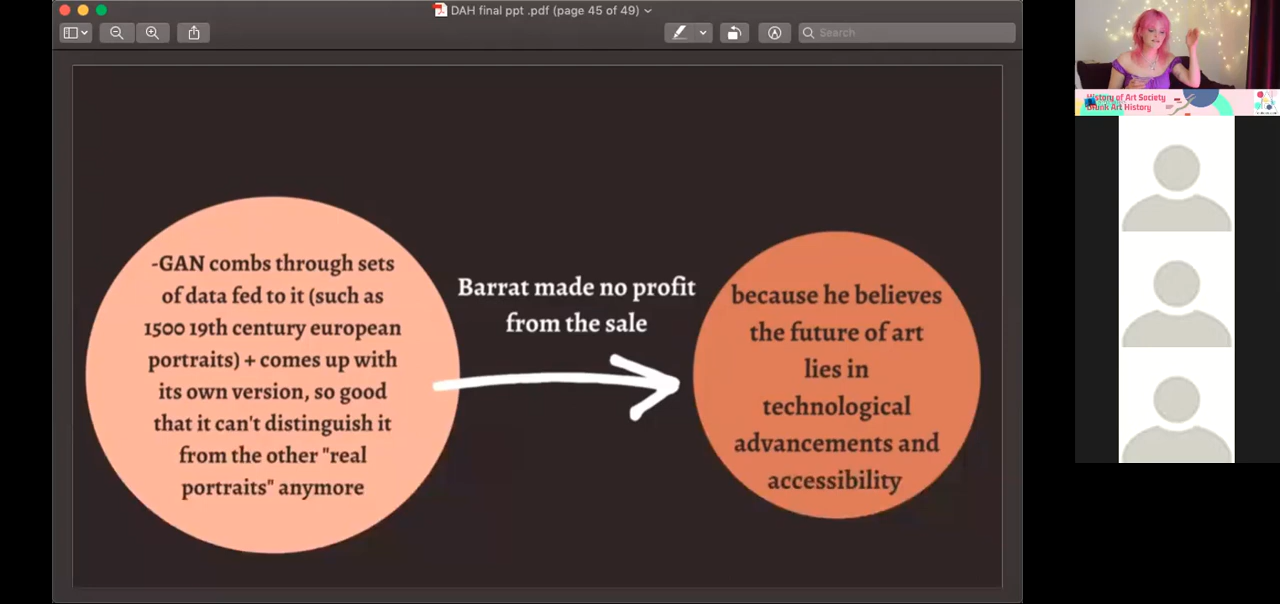 DAH final ppt .pdf (page 45 of 49)
Search
-GAN combs through sets
of data fed to it (such as
1500 19th century european
portraits) + comes up with
its own version, so good
that it can't distinguish it
from the other "real
portraits" anymore
Barrat made no profit
from the sale
because he believes
the future of art
lies in
technological
advancements and
accessibility
History of Art Society
Drunk Art History